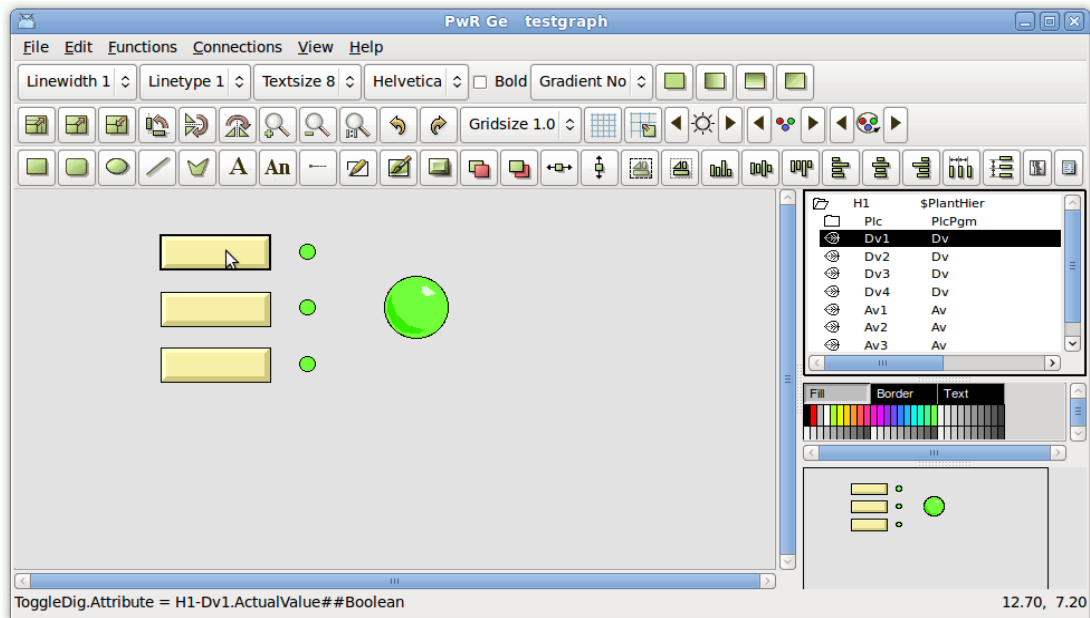 PwR Ge testgraph
File Edit Functions Connections View Help
Linewidth 1 Linetype 1 Textsize 8 Helvetica Bold Gradient No
Gridsize 1.0
A An
H1 $PlantHier
Plc PlcPgm
Dv1 Dv
Dv2 Dv
Dv3 Dv
Dv4 Dv
Av1 Av
Av2 Av
Av3 Av
Fill Border Text
ToggleDig.Attribute = H1-Dv1.ActualValue##Boolean 12.70, 7.20